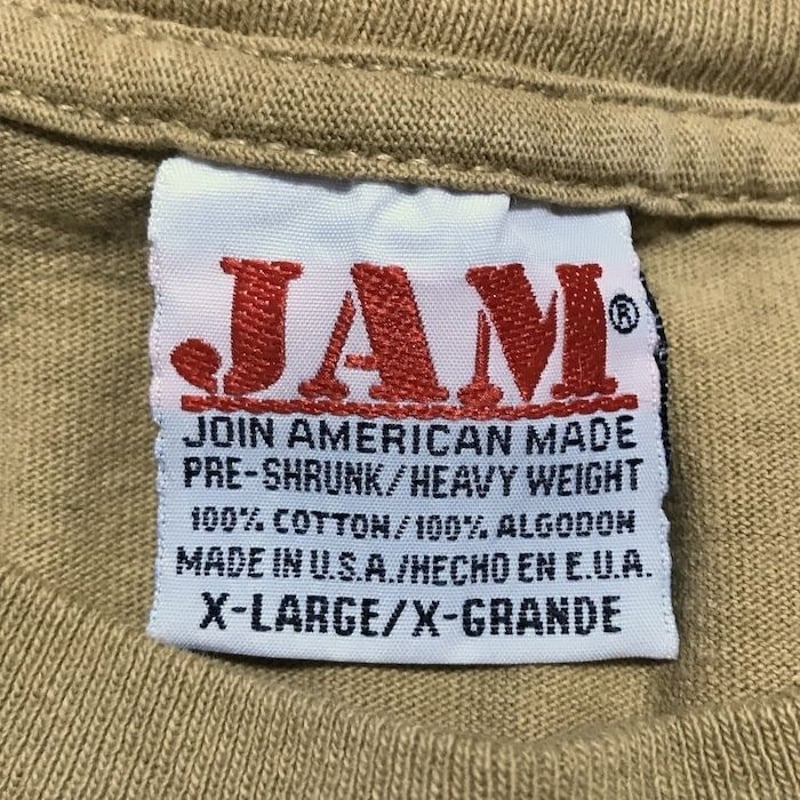 JAM®
JOIN AMERICAN MADE
PRE-SHRUNK/HEAVY WEIGHT
100% COTTON/100% ALGODON
MADE IN U.S.A./HECHO EN E.U.A.
X-LARGE/X-GRANDE